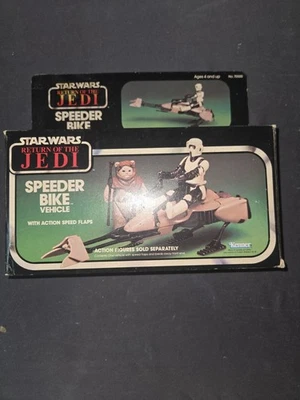 STAR WARS
RETURN OF THE
JEDI
Ages 4 and up
SPEEDER
BIKE
STAR WARS
RETURN OF THE
JEDI
SPEEDER
BIKE
VEHICLE
WITH ACTION SPEED FLAPS
ACTION FIGURES SOLD SEPARATELY
Kenner